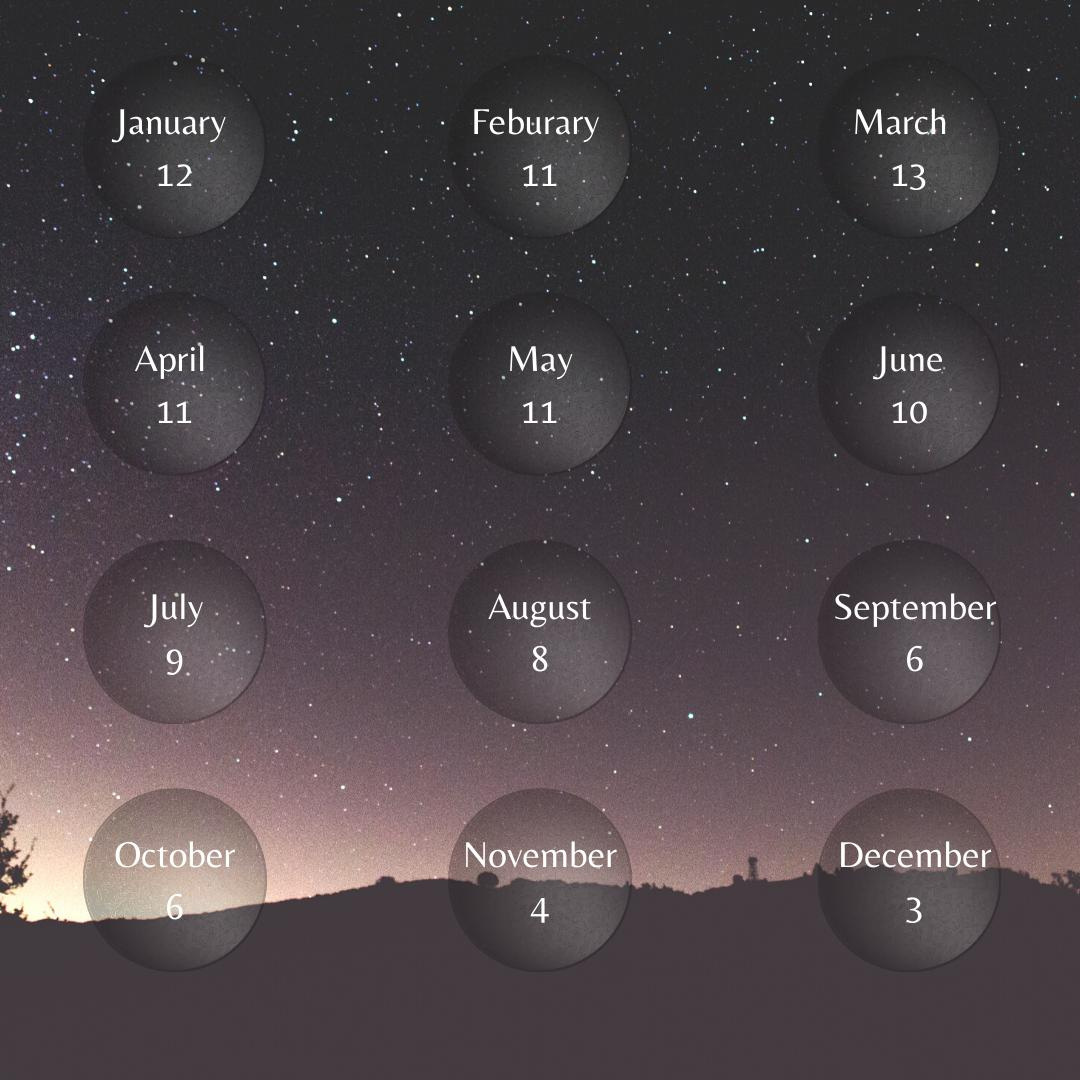 January
12
Feburary
11
March
13
April
11
May
11
June
10
July
9
August
8
September
6
October
6
November
4
December
3